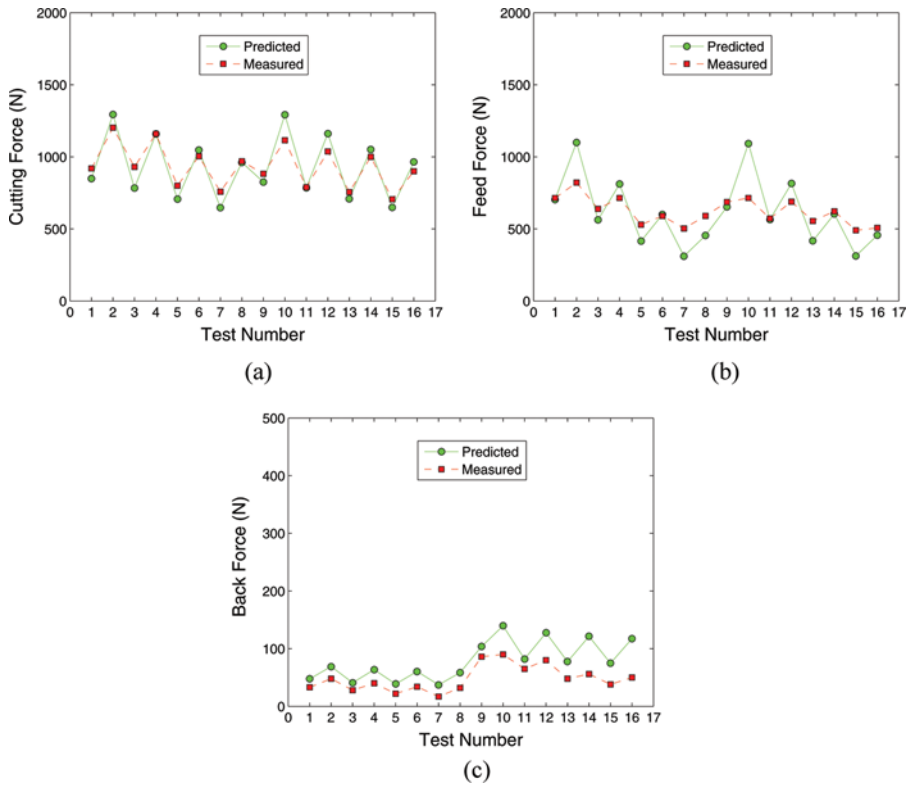 2000
1500
1000
500
0
Cutting Force (N)
Predicted
Measured
0 1 2 3 4 5 6 7 8 9 10 11 12 13 14 15 16 17
Test Number
(a)
2000
1500
1000
500
0
Feed Force (N)
Predicted
Measured
0 1 2 3 4 5 6 7 8 9 10 11 12 13 14 15 16 17
Test Number
(b)
500
400
300
200
100
0
Back Force (N)
Predicted
Measured
0 1 2 3 4 5 6 7 8 9 10 11 12 13 14 15 16 17
Test Number
(c)